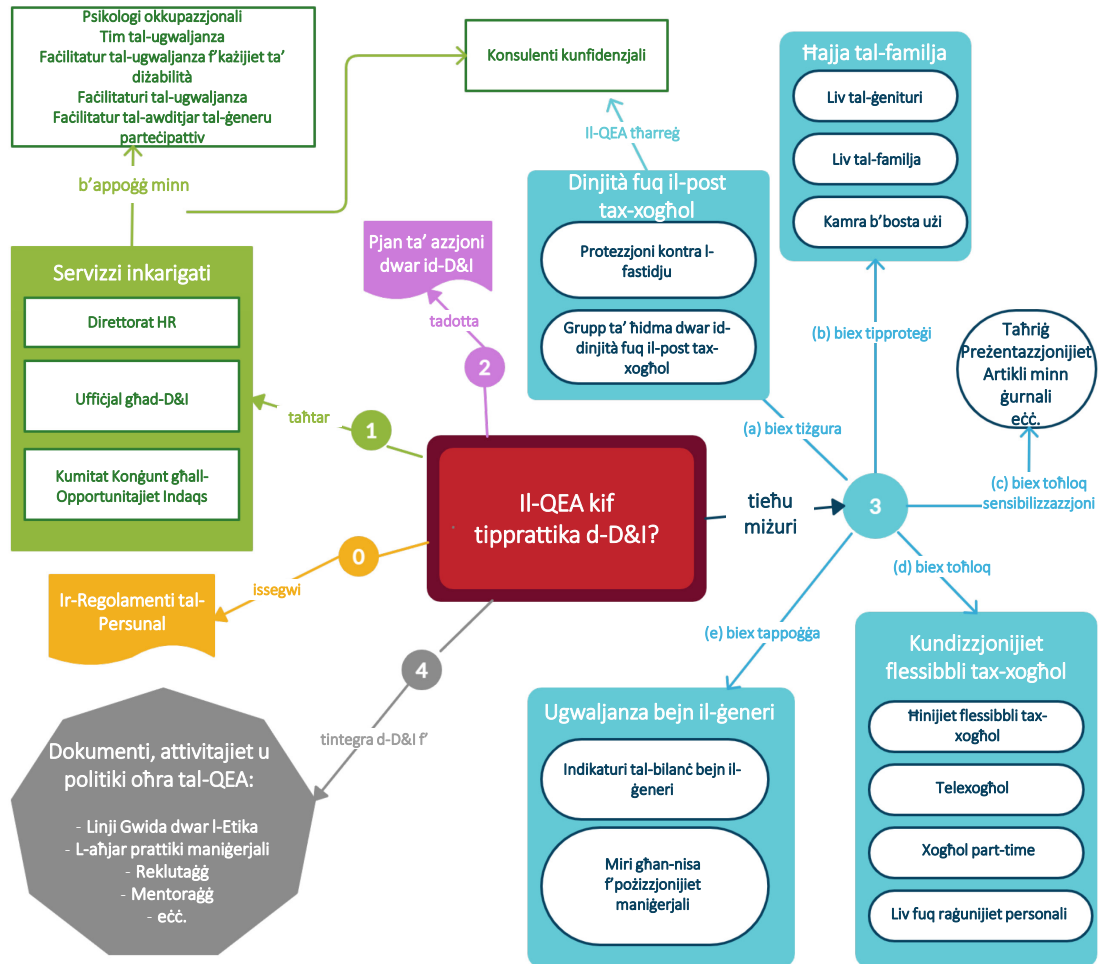 Psikologi okkupazzjonali
Tim tal-ugwaljanza
Faċilitatur tal-ugwaljanza f'każijiet ta'
diżabilità
Faċilitaturi tal-ugwaljanza
Faċilitatur tal-awditjar tal-ġeneru
parteċipattiv
Konsulenti kunfidenzjali
b'appoġġ minn
Il-QEA tħarreġ
Servizzi inkarigati
Direttorat HR
Uffiċjal għad-D&I
Kumitat Konġunt għall-
Opportunitajiet Indaqs
taħtar
1
Pjan ta' azzjoni
dwar id-D&I
tadotta
2
Dinjità fuq il-post
tax-xogħol
Protezzjoni kontra l-
fastidju
Grupp ta' ħidma dwar id-
dinjità fuq il-post tax-
xogħol
(a) biex tiżgura
Ħajja tal-familja
Liv tal-ġenituri
Liv tal-familja
Kamra b'bosta użi
(b) biex tipproteġi
Taħriġ
Preżentazzjonijiet
Artikli minn
ġurnali
eċċ.
(c) biex toħloq
sensibilizzazzjoni
Il-QEA kif
tipprattika d-D&I?
tieħu
miżuri
3
0
issegwi
Ir-Regolamenti tal-
Persunal
4
tintegra d-D&I f'
Dokumenti, attivitajiet u
politiki oħra tal-QEA:
- Linji Gwida dwar l-Etika
- L-aħjar prattiki maniġerjali
- Reklutaġġ
- Mentoraġġ
- eċċ.
(e) biex tappoġġa
Ugwaljanza bejn il-ġeneri
Indikaturi tal-bilanċ bejn il-
ġeneri
Miri għan-nisa
f'pożizzjonijiet
maniġerjali
(d) biex toħloq
Kundizzjonijiet
flessibbli tax-xogħol
Ħinijiet flessibbli tax-
xogħol
Telexogħol
Xogħol part-time
Liv fuq raġunijiet personali